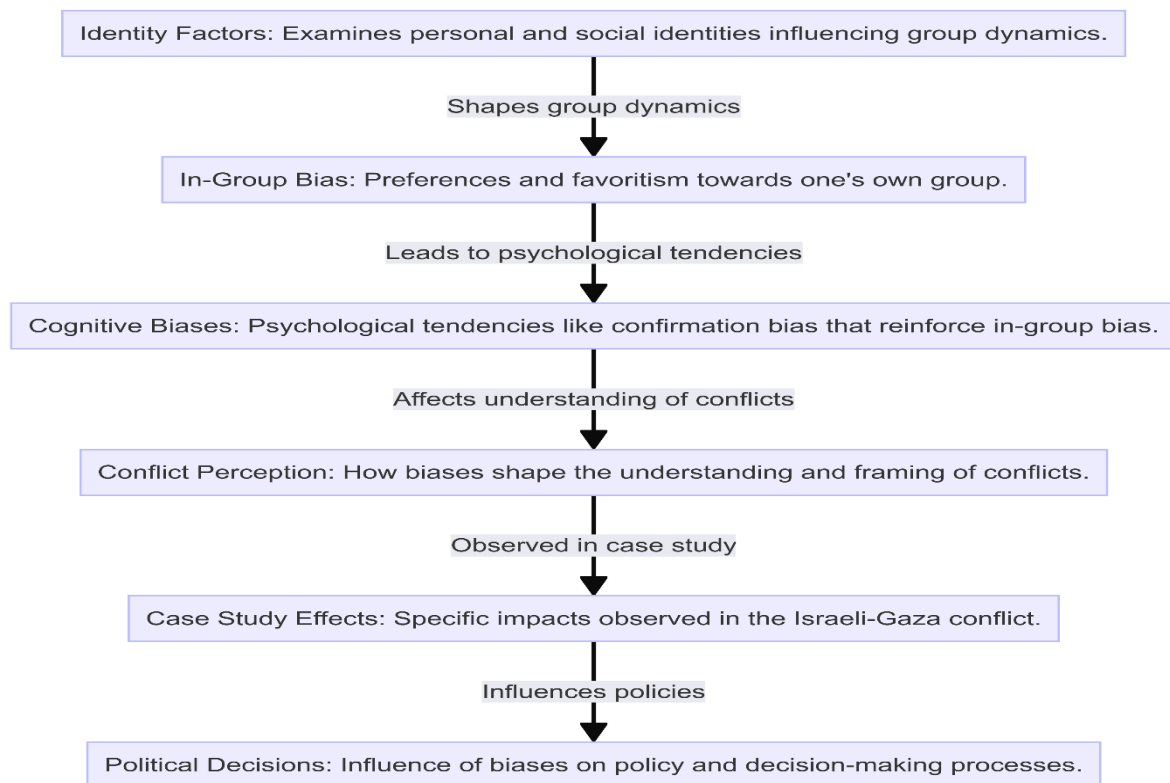 Identity Factors: Examines personal and social identities influencing group dynamics.
Shapes group dynamics
In-Group Bias: Preferences and favoritism towards one's own group.
Leads to psychological tendencies
Cognitive Biases: Psychological tendencies like confirmation bias that reinforce in-group bias.
Affects understanding of conflicts
Conflict Perception: How biases shape the understanding and framing of conflicts.
Observed in case study
Case Study Effects: Specific impacts observed in the Israeli-Gaza conflict.
Influences policies
Political Decisions: Influence of biases on policy and decision-making processes.